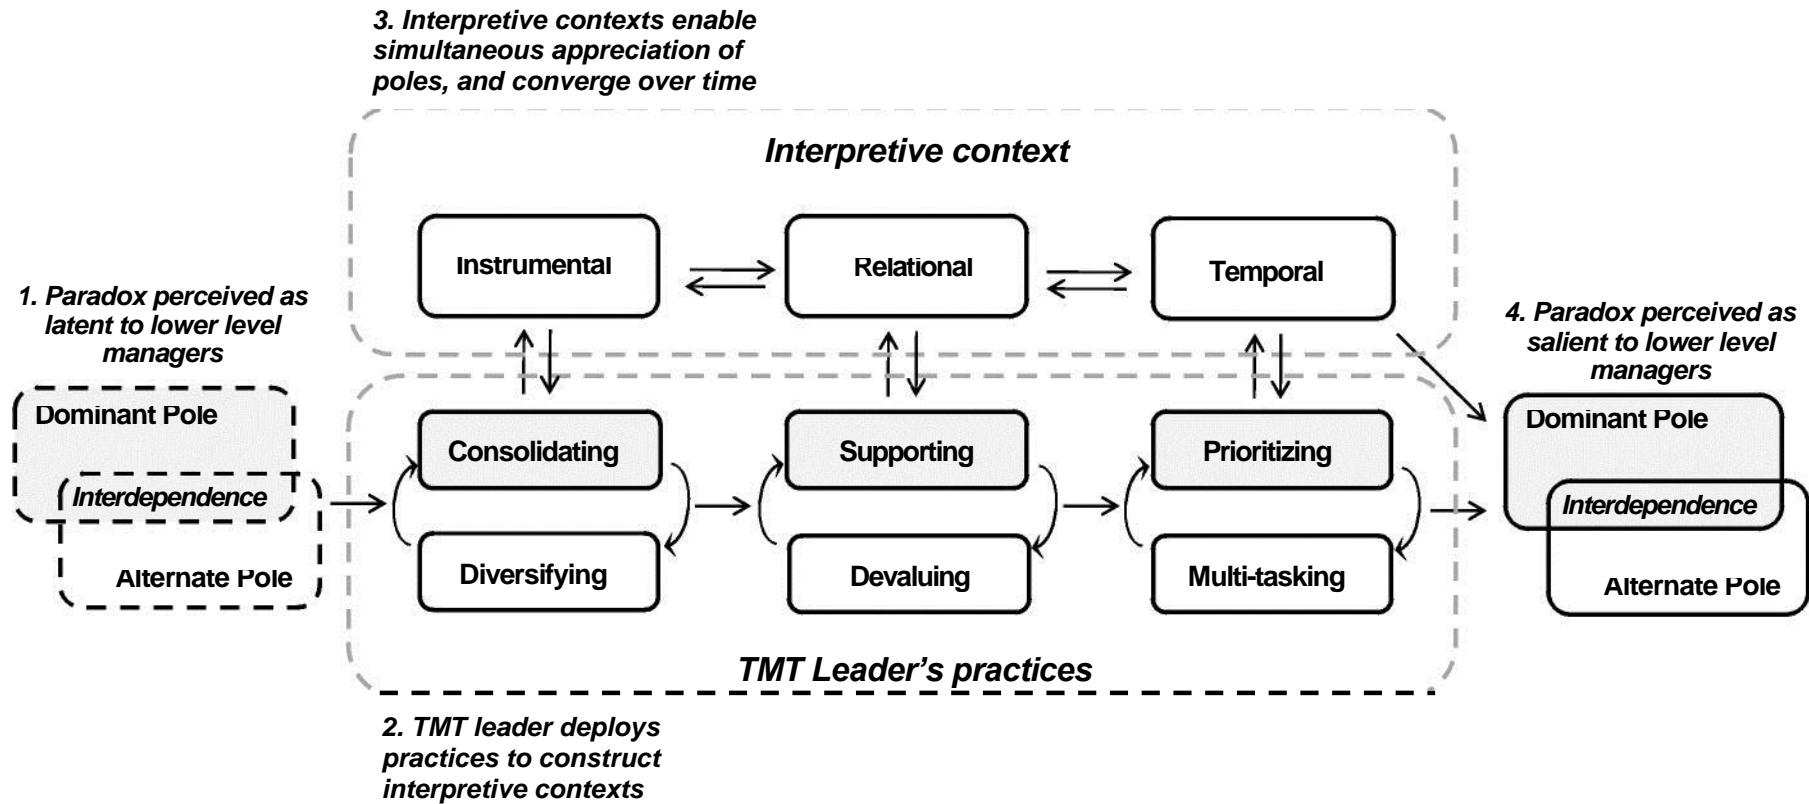 3. Interpretive contexts enable
simultaneous appreciation of
poles, and converge over time
Interpretive context
Instrumental
Relational
Temporal
1. Paradox perceived as
latent to lower level
managers
Dominant Pole
Interdependence
Alternate Pole
Consolidating
Supporting
Prioritizing
Diversifying
Devaluing
Multi-tasking
4. Paradox perceived as
salient to lower level
managers
Dominant Pole
Interdependence
Alternate Pole
TMT Leader’s practices
2. TMT leader deploys
practices to construct
interpretive contexts